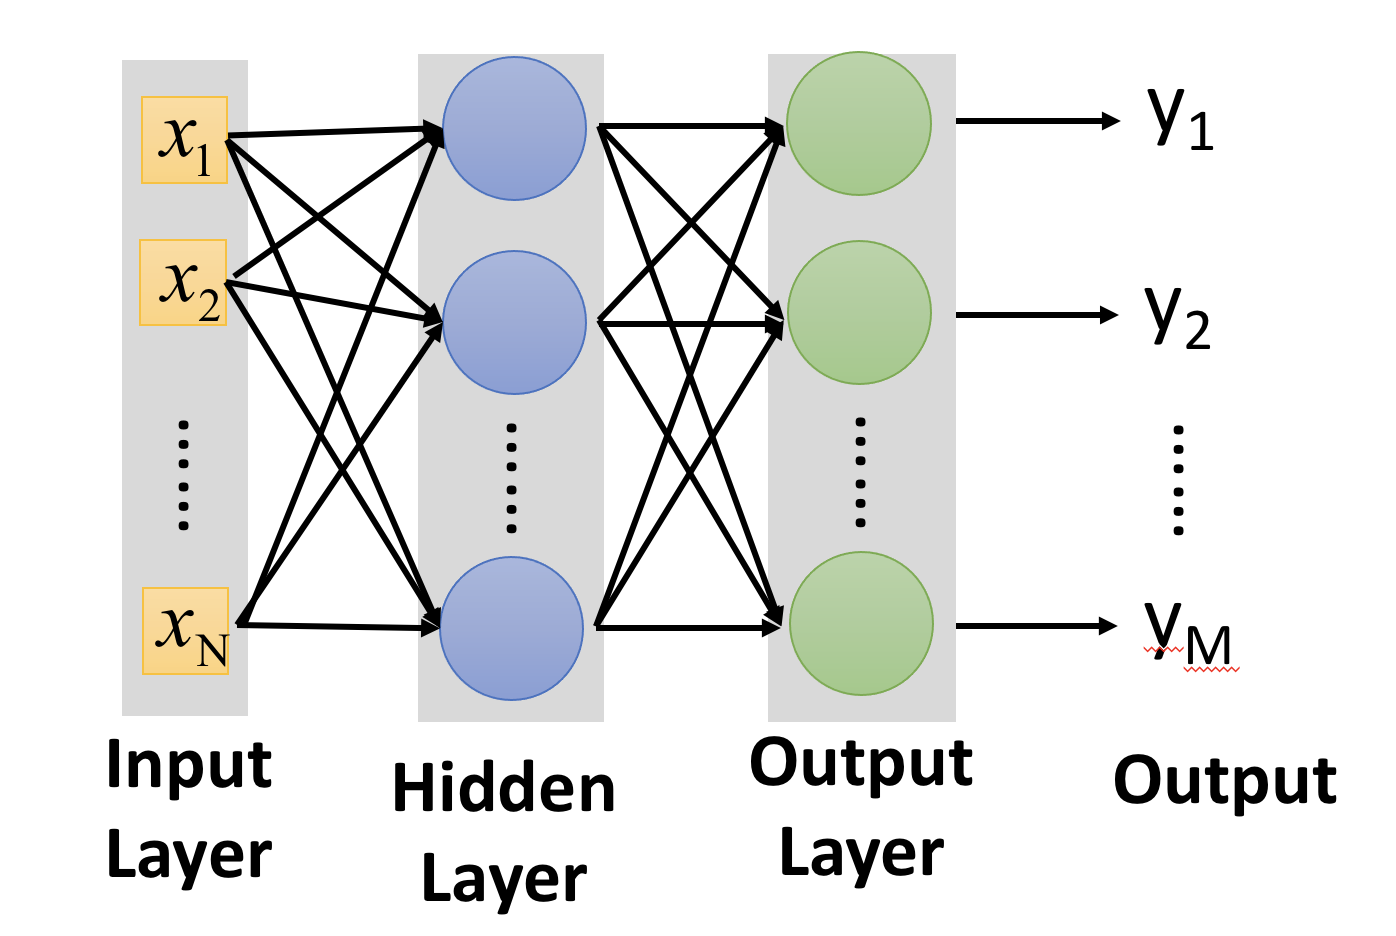 x1
x2
xN
y1
y2
yM
Input
Layer
Hidden
Layer
Output
Layer
Output